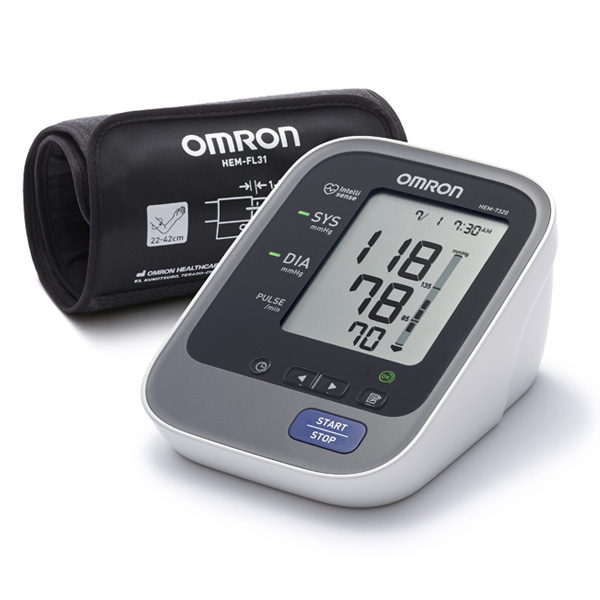 OMRON
HEM-FL31
22-42cm
OMRON HEALTHCARE
OMRON
HEM-7320
Intelli
sense
7/ 1 7:30AM
SYS
mmHg
118
mmHg
135
DIA
mmHg
78
85
PULSE
/min
70
OK
START
STOP